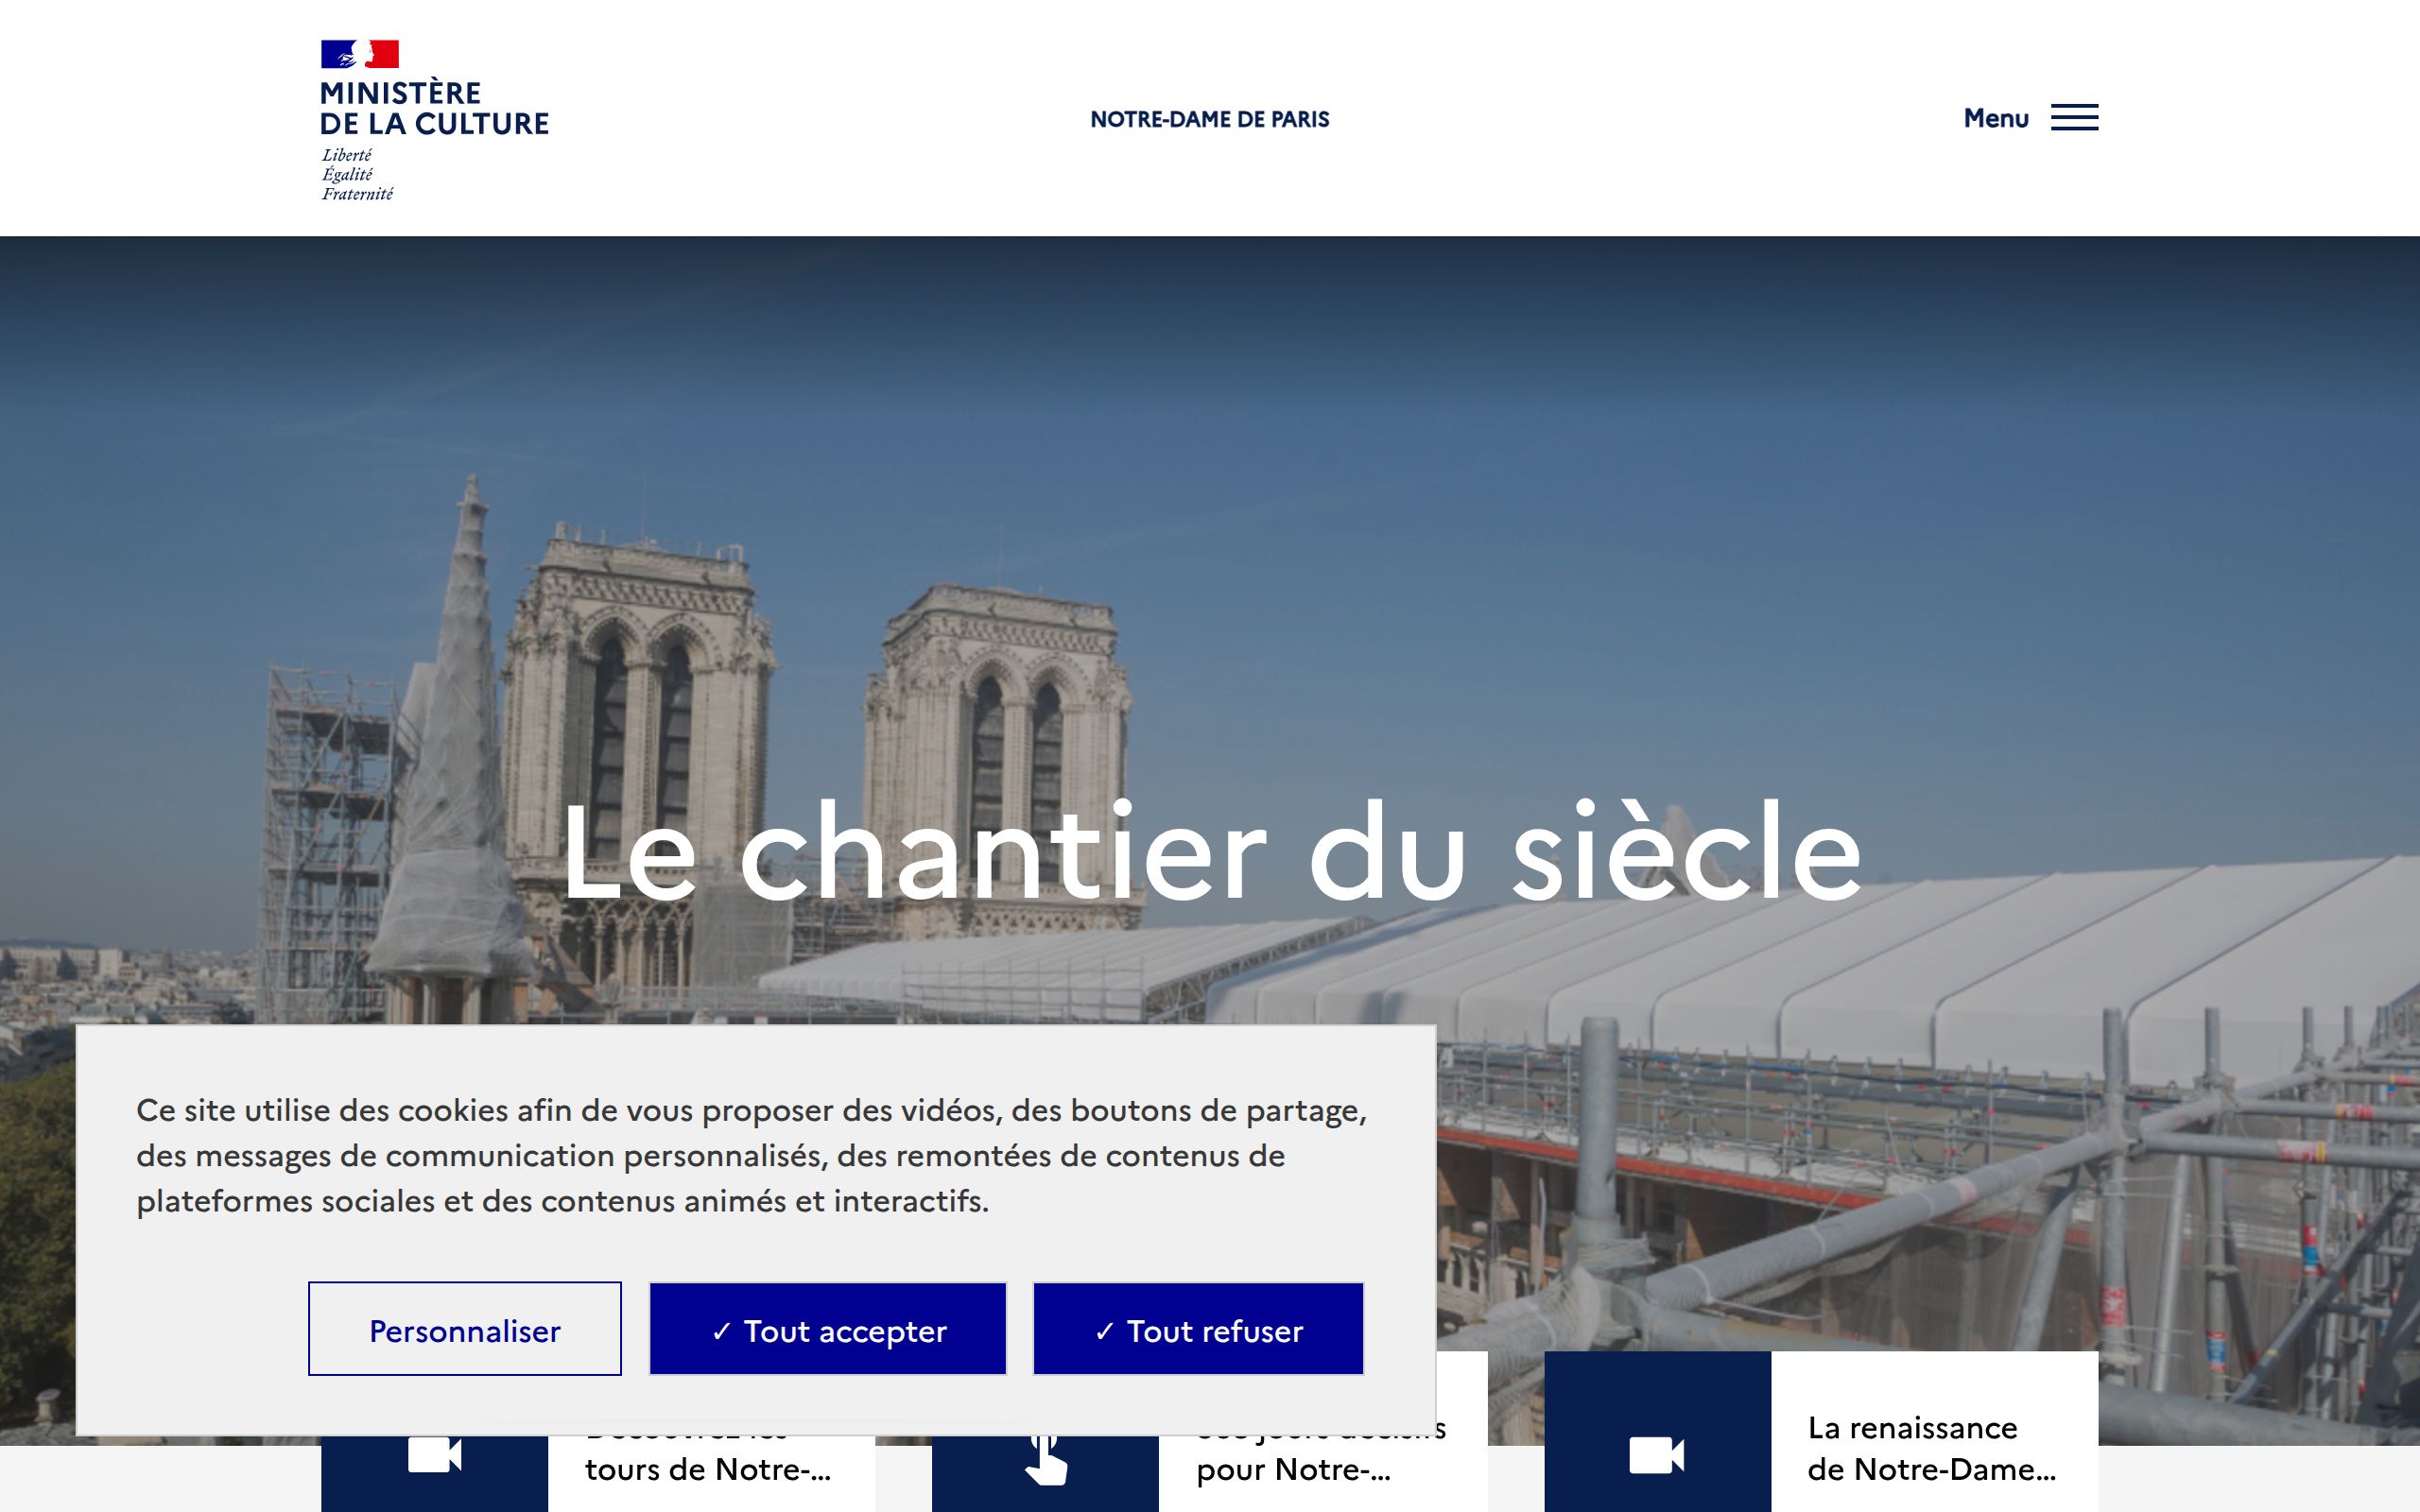 MINISTÈRE
DE LA CULTURE
Liberté
Égalité
Fraternité
NOTRE-DAME DE PARIS
Menu
Le chantier du siècle
Ce site utilise des cookies afin de vous proposer des vidéos, des boutons de partage,
des messages de communication personnalisés, des remontées de contenus de
plateformes sociales et des contenus animés et interactifs.
Personnaliser
✓ Tout accepter
✓ Tout refuser
tours de Notre-...
pour Notre-...
La renaissance
de Notre-Dame...